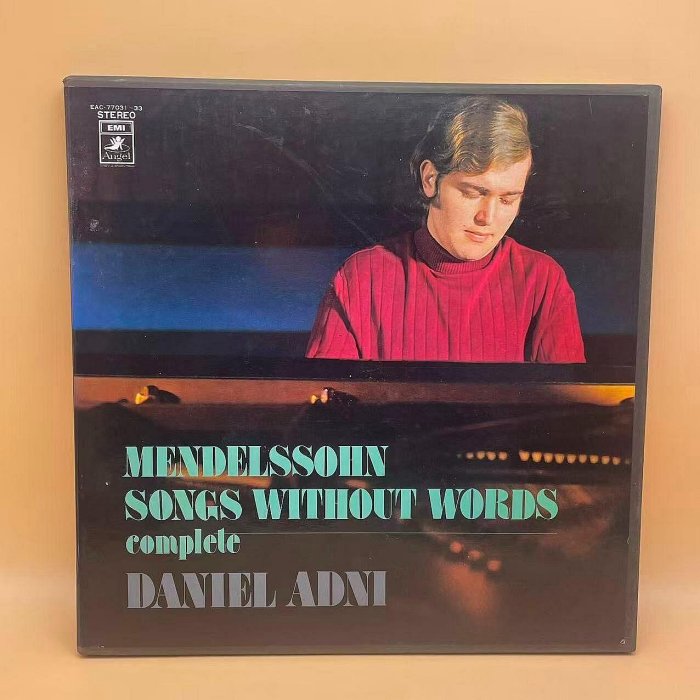 EAC-77031-33
STEREO
EMI
Angel
MENDELSSOHN
SONGS WITHOUT WORDS
complete
DANIEL ADNI